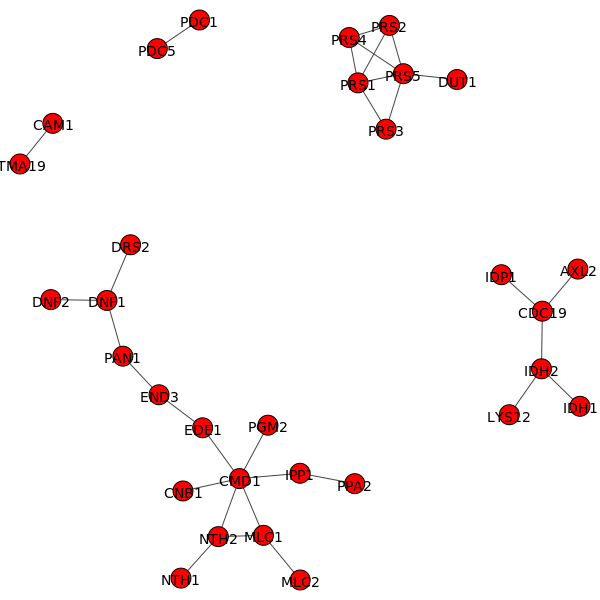 PDC1
PRS2
PRS4
PDC5
PRS5
DUT1
PRS1
CAM1
PRS3
TMA19
DRS2
AXL2
IDP1
DNF2
DNF1
CDC19
PAN1
IDH2
END3
IDH1
LYS12
PGM2
EDE1
IPP1
CMD1
PPA2
CNB1
MLC1
NTH2
NTH1
MLC2